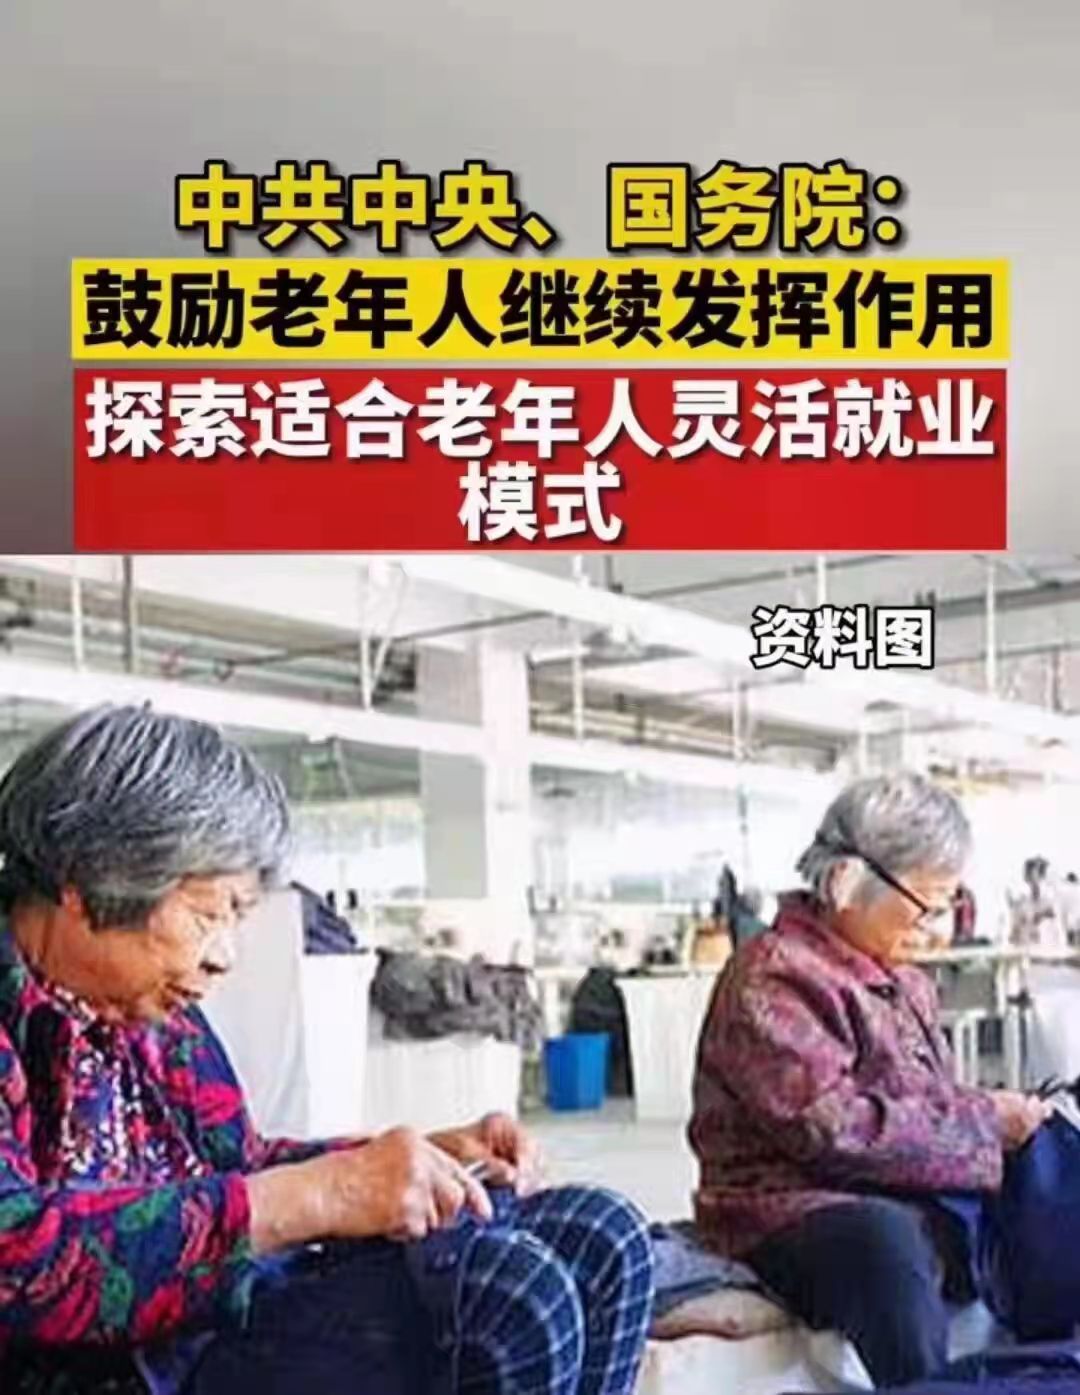 中共中央、国务院：
鼓励老年人继续发挥作用
探索适合老年人灵活就业
模式
资料图